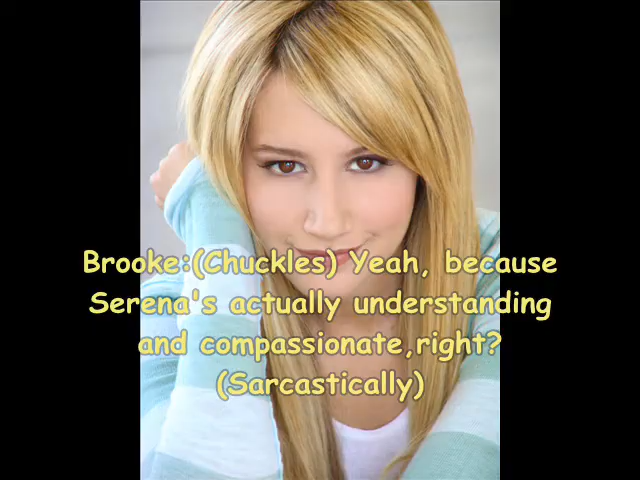 Brooke:(Chuckles) Yeah, because
Serena's actually understanding
and compassionate,right?
(Sarcastically)